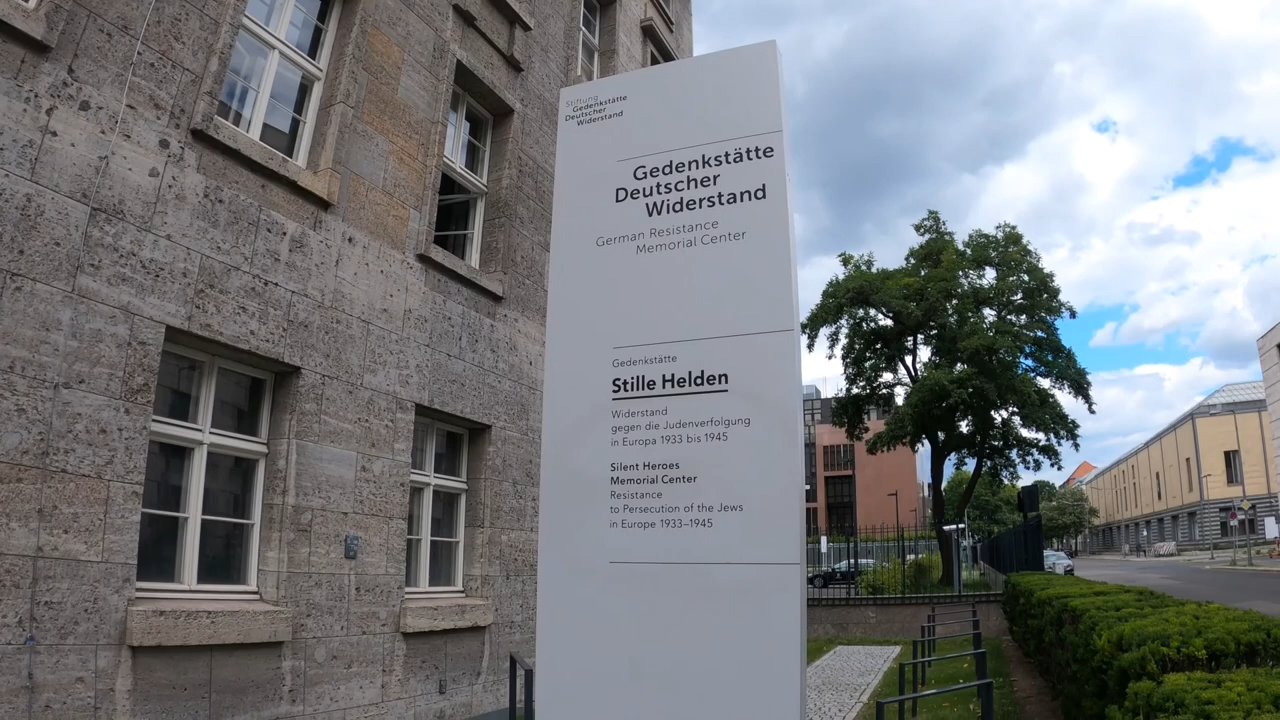 Stiftung
Gedenkstätte
Deutscher
Widerstand
Gedenkstätte
Deutscher
Widerstand
German Resistance
Memorial Center
Gedenkstätte
Stille Helden
Widerstand
gegen die Judenverfolgung
in Europa 1933 bis 1945
Silent Heroes
Memorial Center
Resistance
to Persecution of the Jews
in Europe 1933–1945